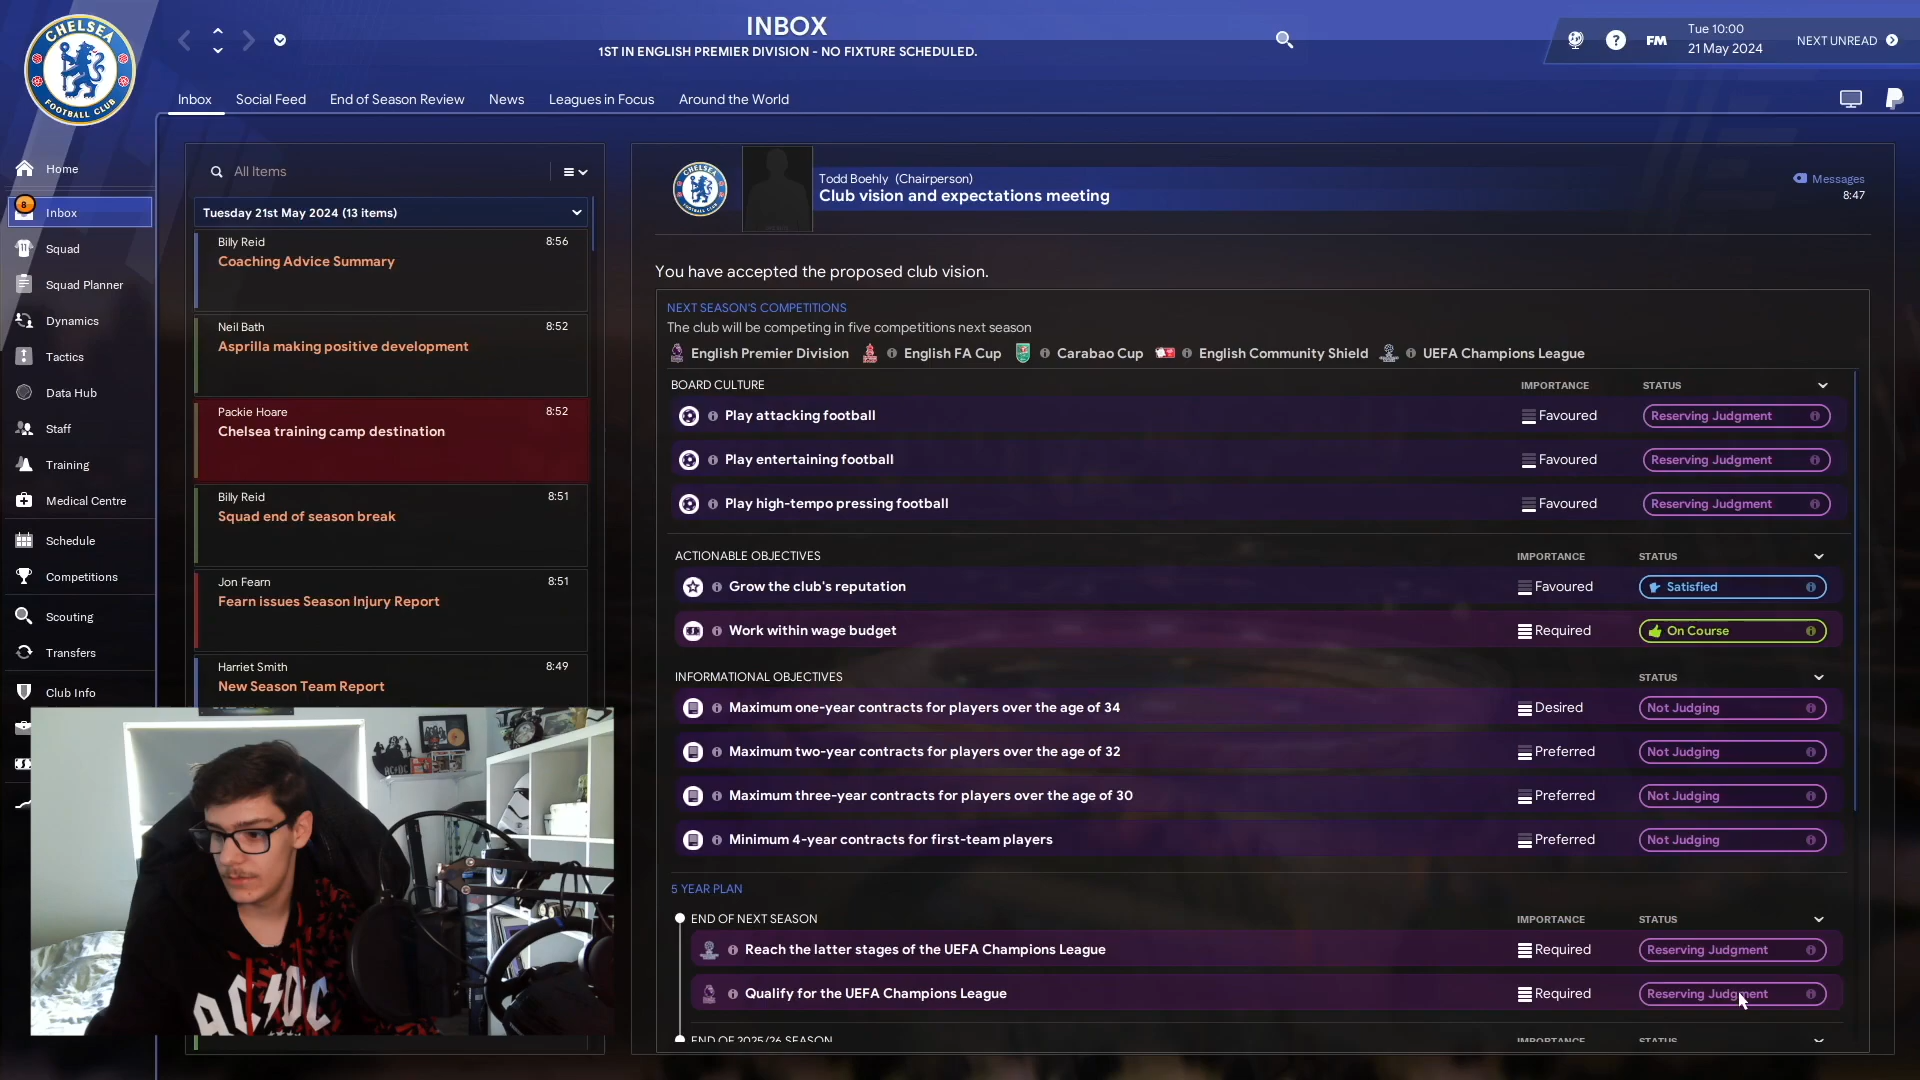 CHELSEA
FOOTBALL CLUB
INBOX
1ST IN ENGLISH PREMIER DIVISION - NO FIXTURE SCHEDULED.
FM
Tue 10:00
21 May 2024
NEXT UNREAD
Inbox
Social Feed
End of Season Review
News
Leagues in Focus
Around the World
Home
8
Inbox
Squad
Squad Planner
Dynamics
Tactics
Data Hub
Staff
Training
Medical Centre
Schedule
Competitions
Scouting
Transfers
Club Info
All Items
Tuesday 21st May 2024 (13 items)
Billy Reid 8:56
Coaching Advice Summary
Neil Bath 8:52
Asprilla making positive development
Packie Hoare 8:52
Chelsea training camp destination
Billy Reid 8:51
Squad end of season break
Jon Fearn 8:51
Fearn issues Season Injury Report
Harriet Smith 8:49
New Season Team Report
CHELSEA
Todd Boehly (Chairperson)
Club vision and expectations meeting
Messages
8:47
You have accepted the proposed club vision.
NEXT SEASON'S COMPETITIONS
The club will be competing in five competitions next season
English Premier Division English FA Cup Carabao Cup English Community Shield UEFA Champions League
BOARD CULTURE IMPORTANCE STATUS
Play attacking football Favoured Reserving Judgment
Play entertaining football Favoured Reserving Judgment
Play high-tempo pressing football Favoured Reserving Judgment
ACTIONABLE OBJECTIVES IMPORTANCE STATUS
Grow the club's reputation Favoured Satisfied
Work within wage budget Required On Course
INFORMATIONAL OBJECTIVES STATUS
Maximum one-year contracts for players over the age of 34 Desired Not Judging
Maximum two-year contracts for players over the age of 32 Preferred Not Judging
Maximum three-year contracts for players over the age of 30 Preferred Not Judging
Minimum 4-year contracts for first-team players Preferred Not Judging
5 YEAR PLAN
END OF NEXT SEASON IMPORTANCE STATUS
Reach the latter stages of the UEFA Champions League Required Reserving Judgment
Qualify for the UEFA Champions League Required Reserving Judgment
END OF 2025/26 SEASON IMPORTANCE STATUS
AC/DC
AC/DC